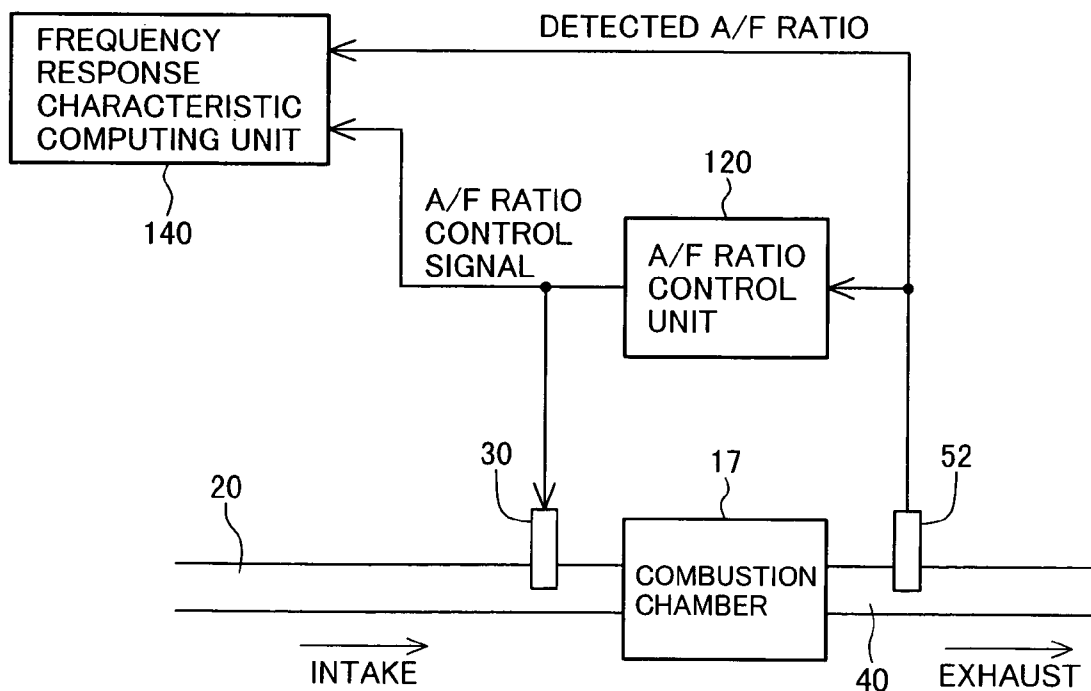 FREQUENCY
RESPONSE
CHARACTERISTIC
COMPUTING UNIT
140
DETECTED A/F RATIO
A/F RATIO
CONTROL
SIGNAL
120
A/F RATIO
CONTROL
UNIT
20
30
17
52
COMBUSTION
CHAMBER
INTAKE
40
EXHAUST